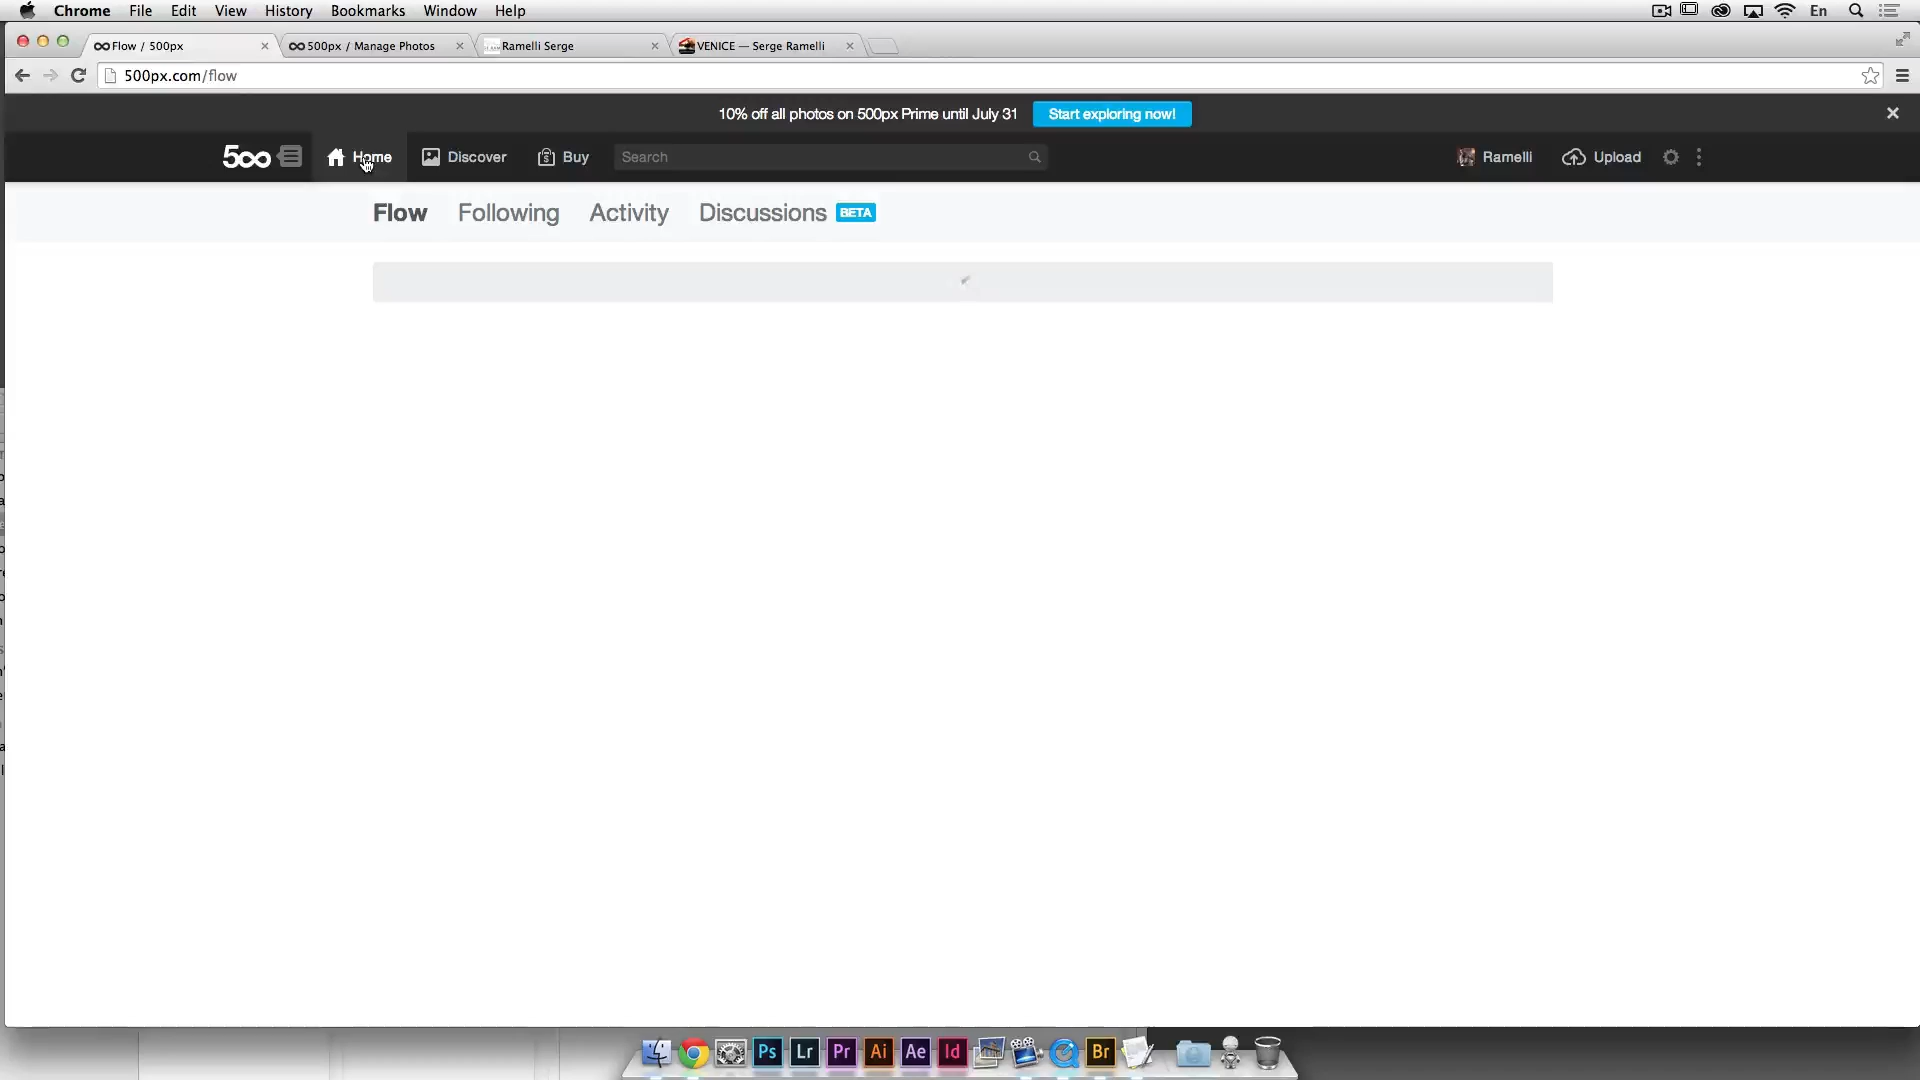 Chrome File Edit View History Bookmarks Window Help En
Flow / 500px 500px / Manage Photos Ramelli Serge VENICE — Serge Ramelli
500px.com/flow
10% off all photos on 500px Prime until July 31 Start exploring now!
500 Home Discover Buy Search Ramelli Upload
Flow Following Activity Discussions BETA
Ps Lr Pr Ai Ae Id Br